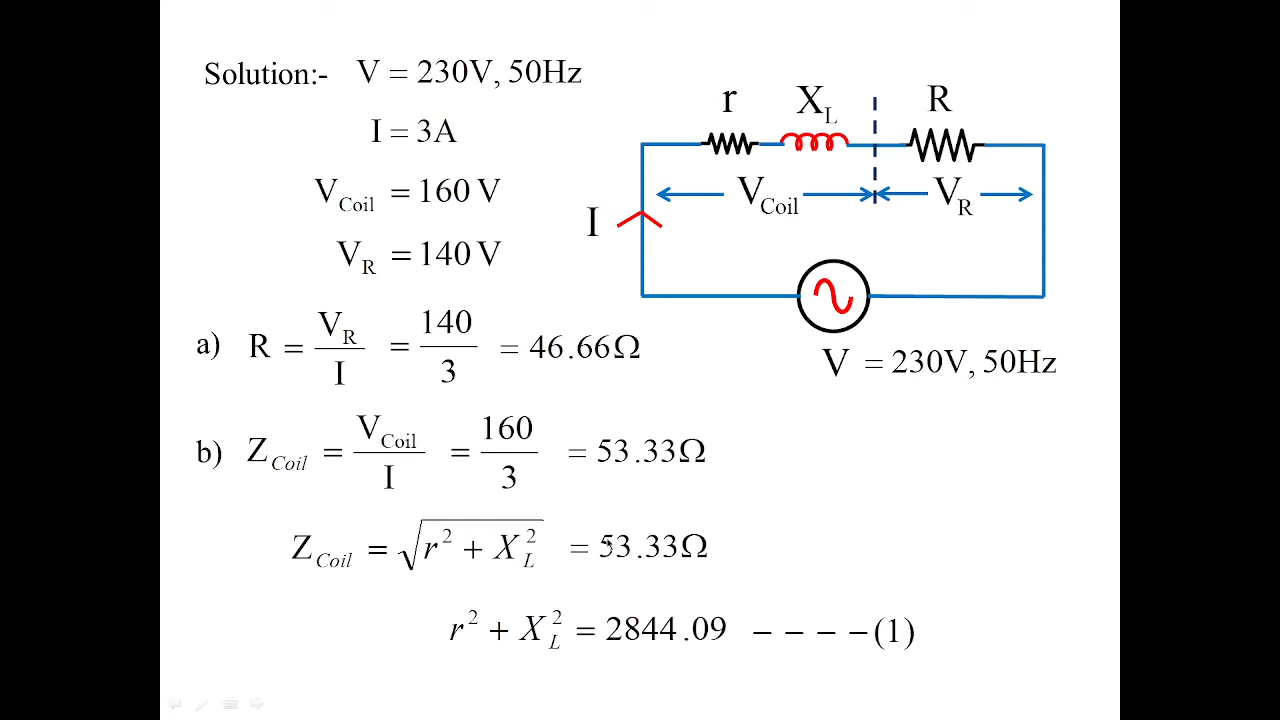 Solution:- V = 230V, 50Hz
I = 3A
V_Coil = 160 V
V_R = 140 V
r X_L R
V_Coil V_R
I
V = 230V, 50Hz
a) R = V_R / I = 140 / 3 = 46.66Ω
b) Z_Coil = V_Coil / I = 160 / 3 = 53.33Ω
Z_Coil = √(r² + X_L²) = 53.33Ω
r² + X_L² = 2844.09 − − − − (1)